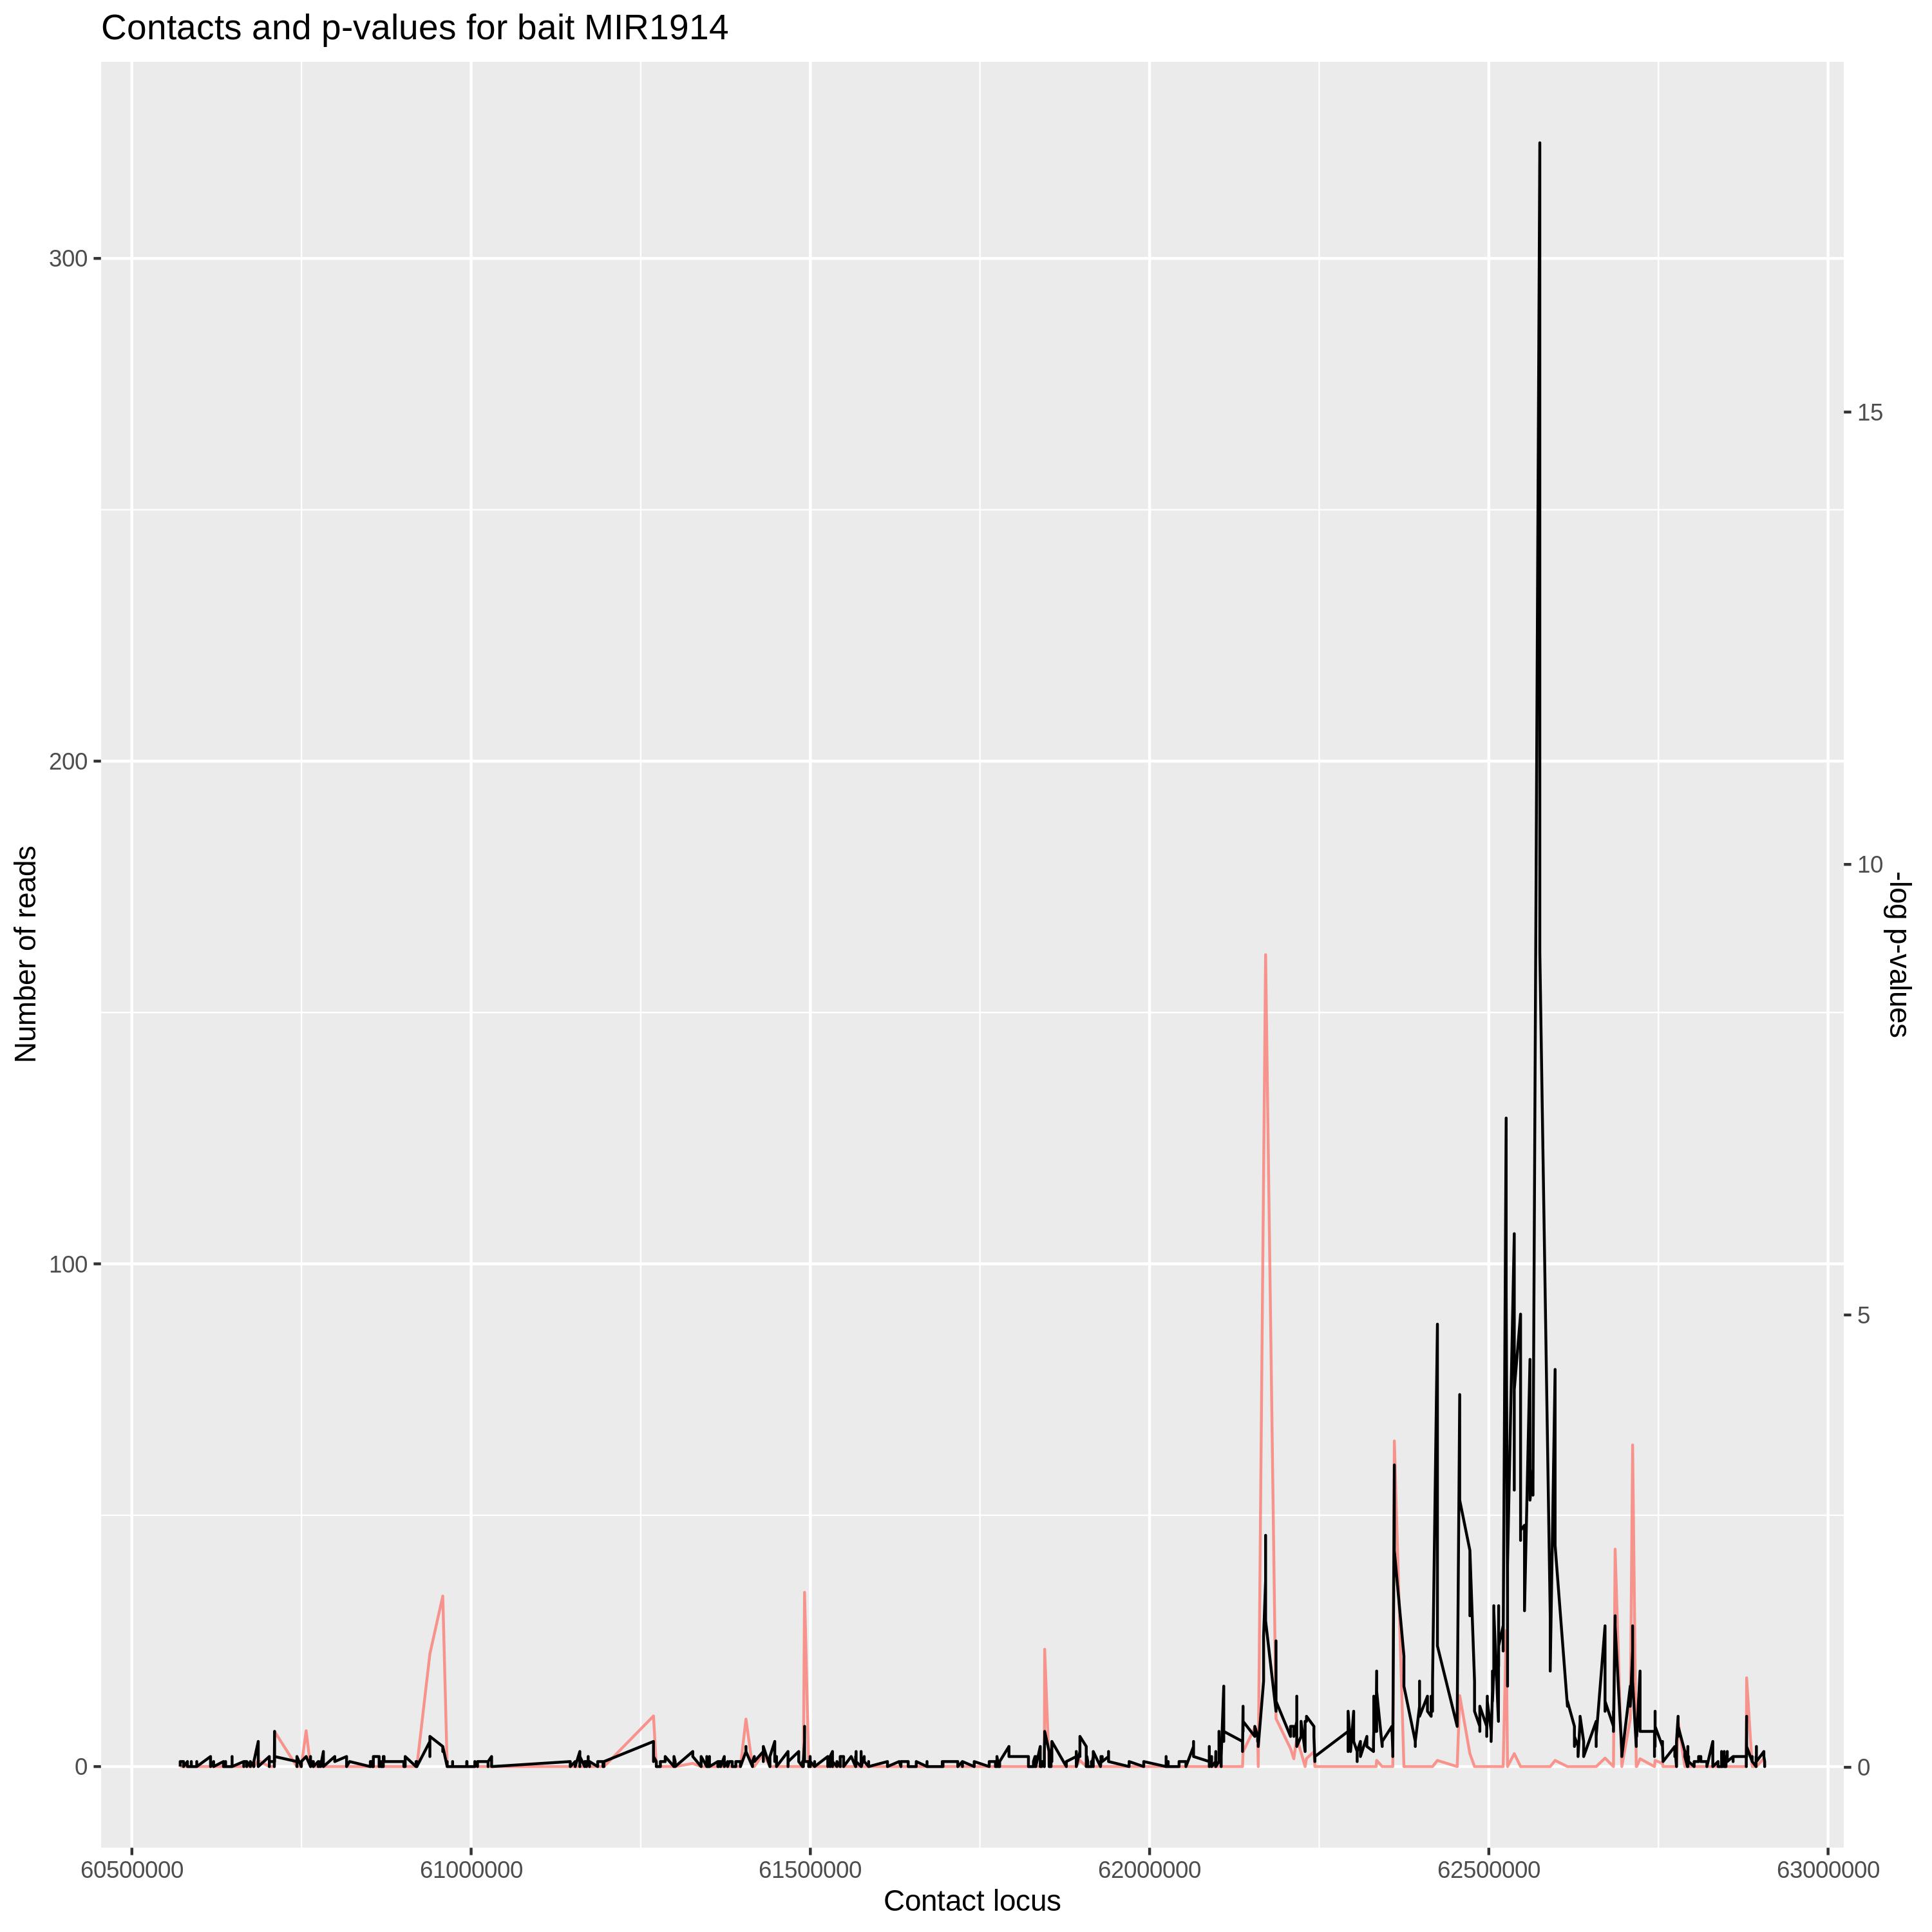 Contacts and p-values for bait MIR1914
300
200
100
0
Number of reads
15
10
5
0
-log p-values
60500000 61000000 61500000 62000000 62500000 63000000
Contact locus